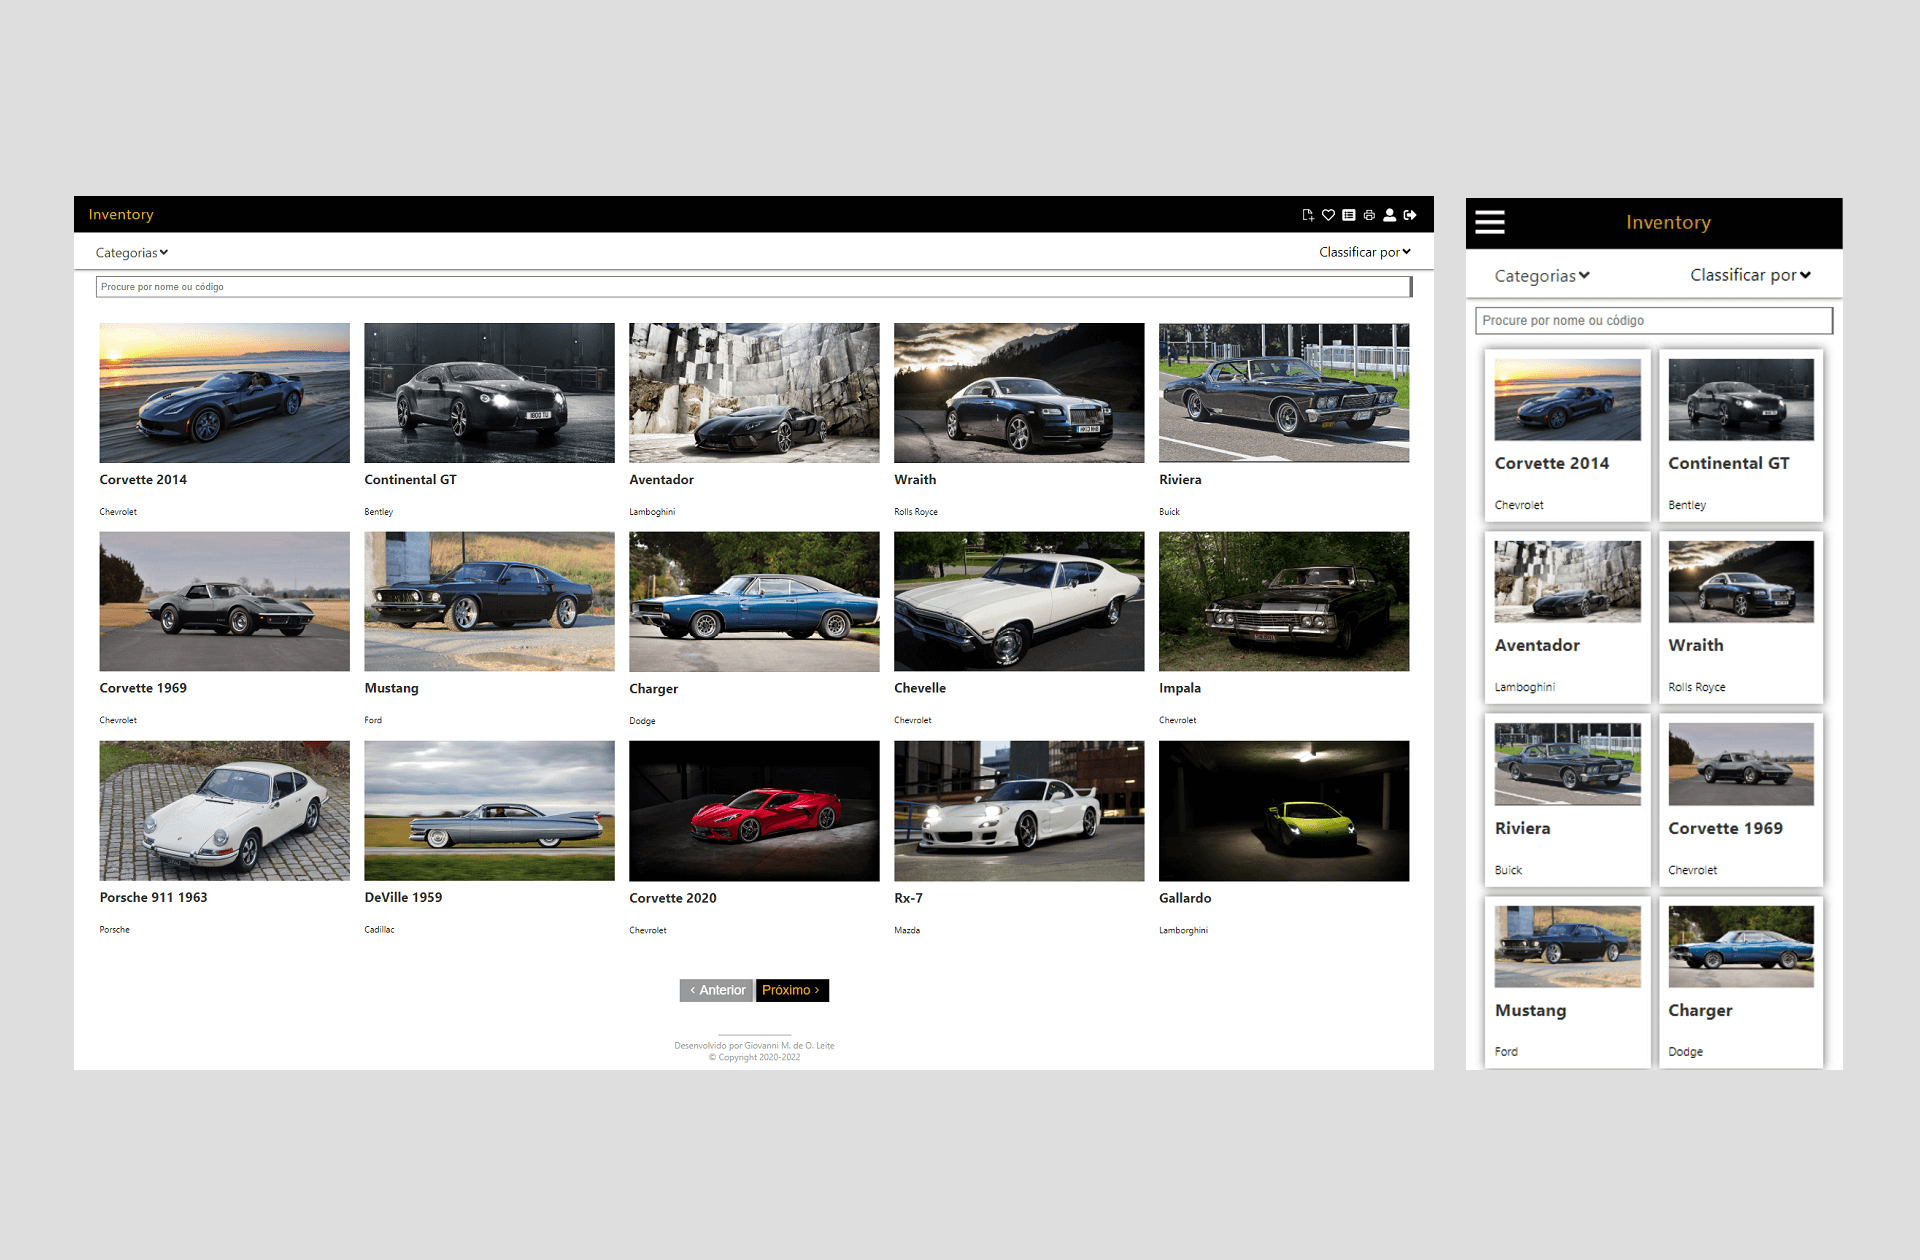 Inventory
Categorias
Classificar por
Procure por nome ou código
Corvette 2014
Chevrolet
Continental GT
Bentley
Aventador
Lamboghini
Wraith
Rolls Royce
Riviera
Buick
Corvette 1969
Chevrolet
Mustang
Ford
Charger
Dodge
Chevelle
Chevrolet
Impala
Chevrolet
Porsche 911 1963
Porsche
DeVille 1959
Cadillac
Corvette 2020
Chevrolet
Rx-7
Mazda
Gallardo
Lamborghini
‹ Anterior
Próximo ›
Desenvolvido por Giovanni M. de O. Leite
© Copyright 2020-2022
Inventory
Categorias
Classificar por
Procure por nome ou código
Corvette 2014
Chevrolet
Continental GT
Bentley
Aventador
Lamboghini
Wraith
Rolls Royce
Riviera
Buick
Corvette 1969
Chevrolet
Mustang
Ford
Charger
Dodge